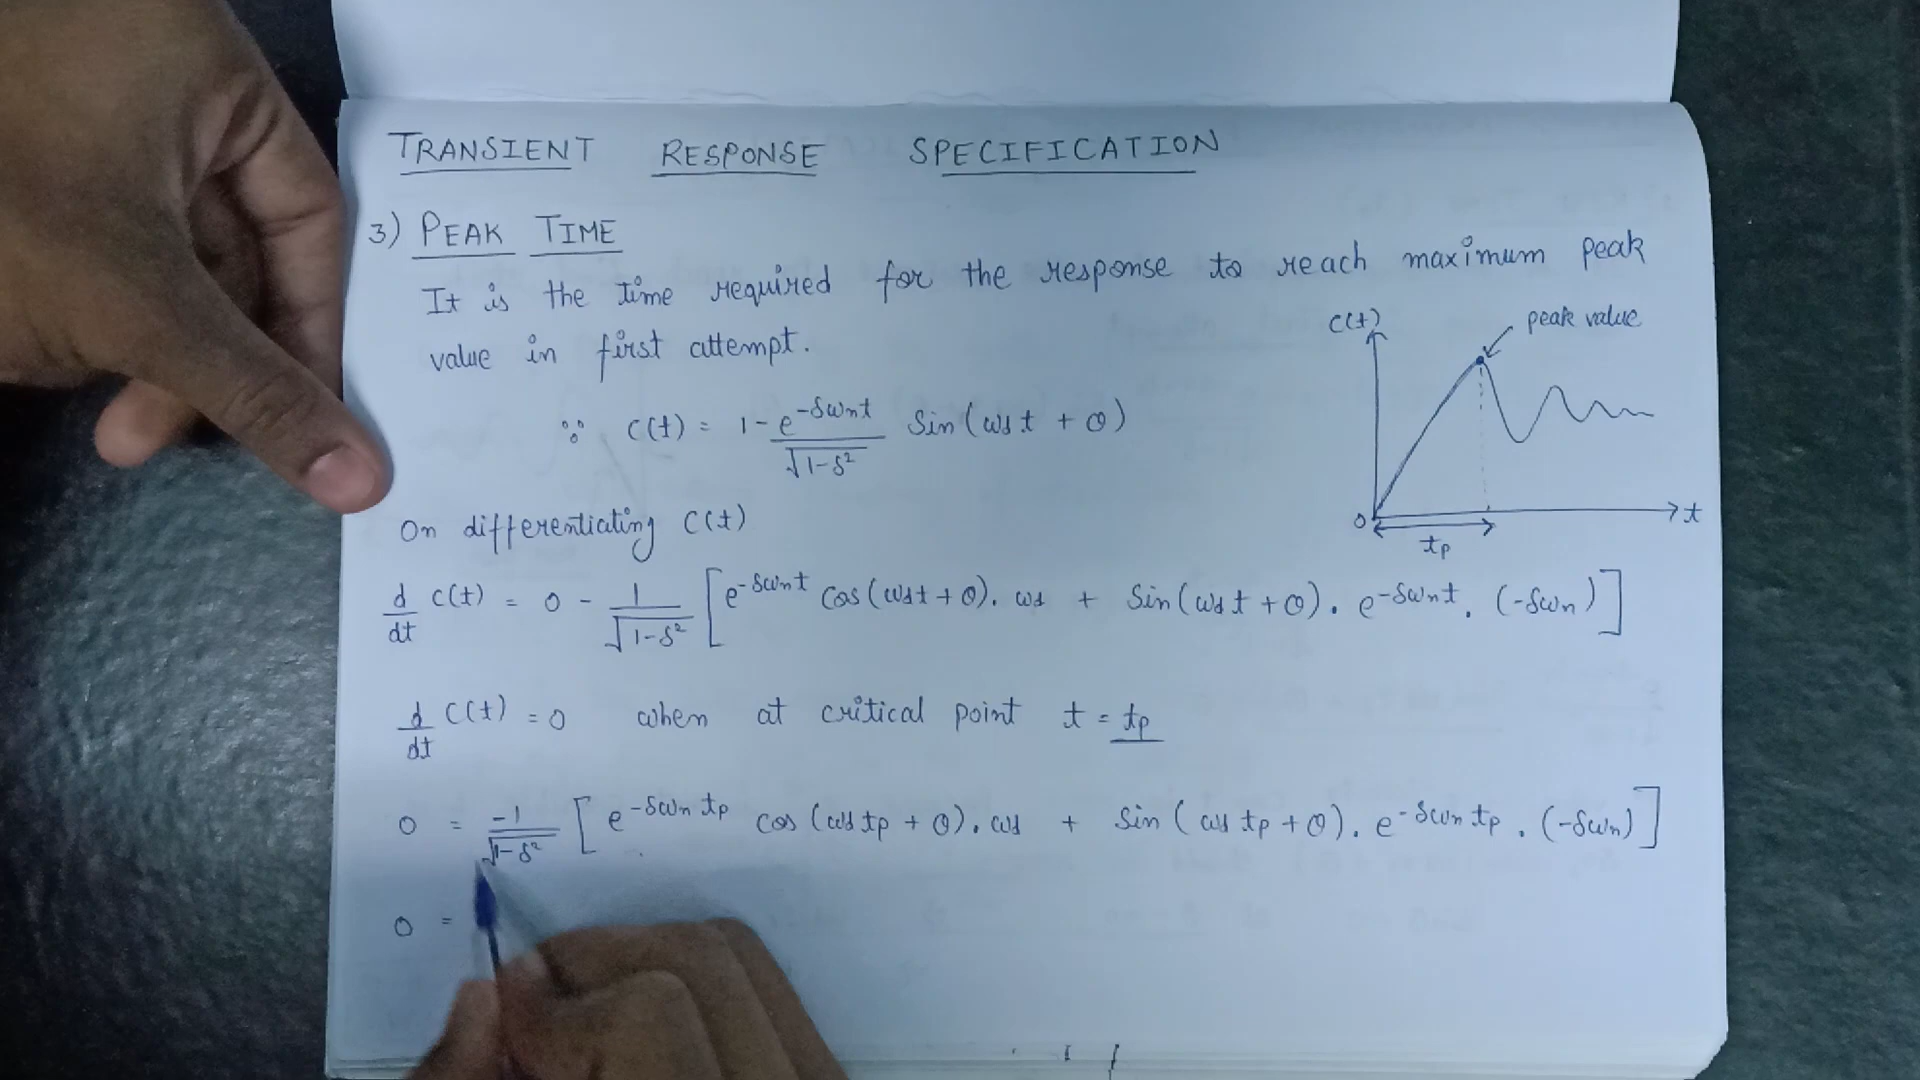 TRANSIENT RESPONSE SPECIFICATION
3) PEAK TIME
It is the time required for the response to reach maximum peak
value in first attempt.
C(t)
peak value
∵ C(t) = 1 - e^{-δωnt}/√(1-δ²) Sin(ωdt + θ)
0
t
tp
On differentiating C(t)
d/dt C(t) = 0 - 1/√(1-δ²) [e^{-δωnt} Cos(ωdt + θ). ωd + Sin(ωdt + θ). e^{-δωnt}. (-δωn)]
d/dt C(t) = 0 when at critical point t = tp
0 = -1/√(1-δ²) [e^{-δωn tp} cos(ωd tp + θ). ωd + Sin(ωd tp + θ). e^{-δωn tp}. (-δωn)]
0 =